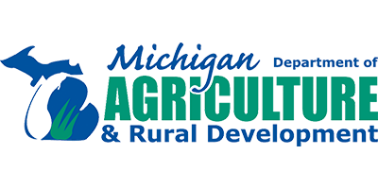 Michigan Department of
AGRICULTURE
& Rural Development